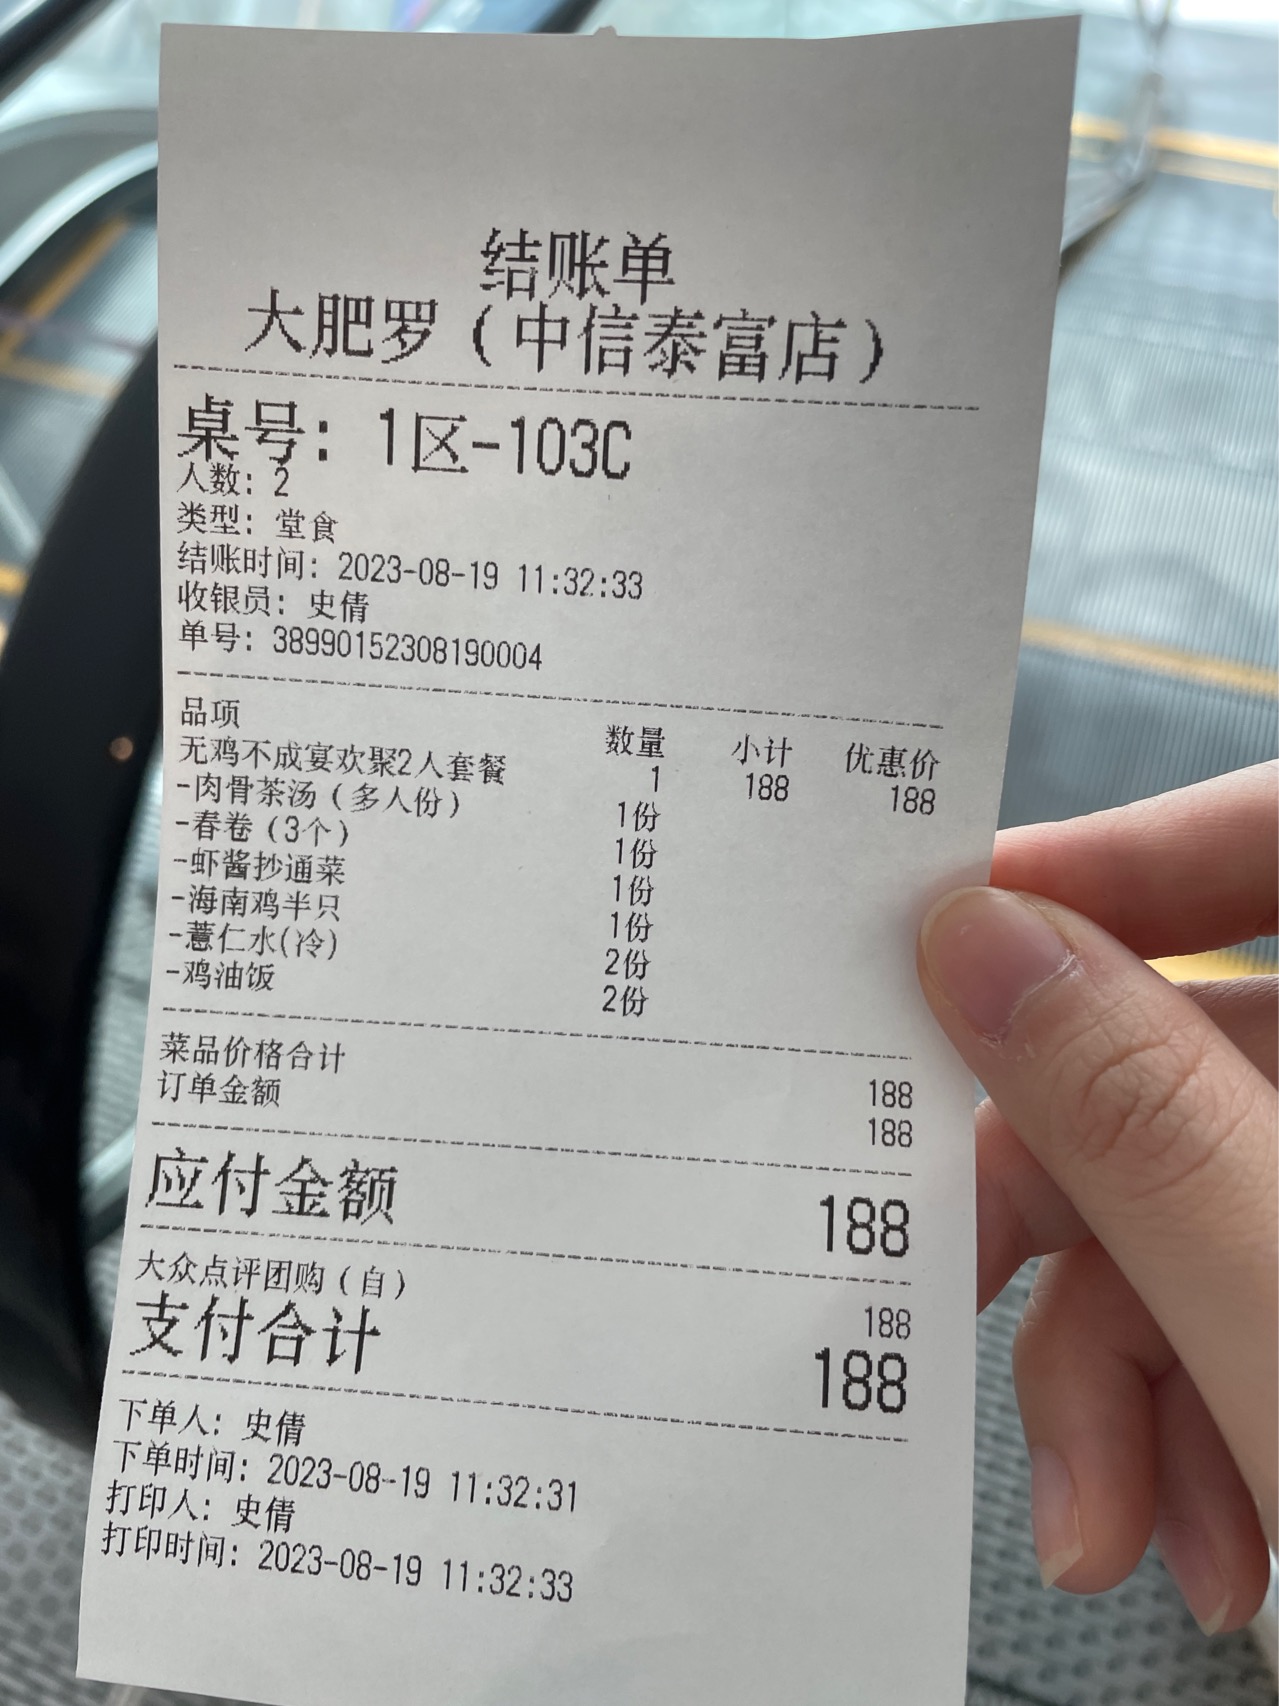 结账单
大肥罗（中信泰富店）
桌号: 1区-103C
人数: 2
类型: 堂食
结账时间: 2023-08-19 11:32:33
收银员: 史倩
单号: 38990152308190004
品项 数量 小计 优惠价
无鸡不成宴欢聚2人套餐 1 188 188
-肉骨茶汤（多人份） 1份
-春卷（3个） 1份
-虾酱抄通菜 1份
-海南鸡半只 1份
-薏仁水(冷) 2份
-鸡油饭 2份
菜品价格合计 188
订单金额 188
应付金额 188
大众点评团购（自） 188
支付合计 188
下单人: 史倩
下单时间: 2023-08-19 11:32:31
打印人: 史倩
打印时间: 2023-08-19 11:32:33